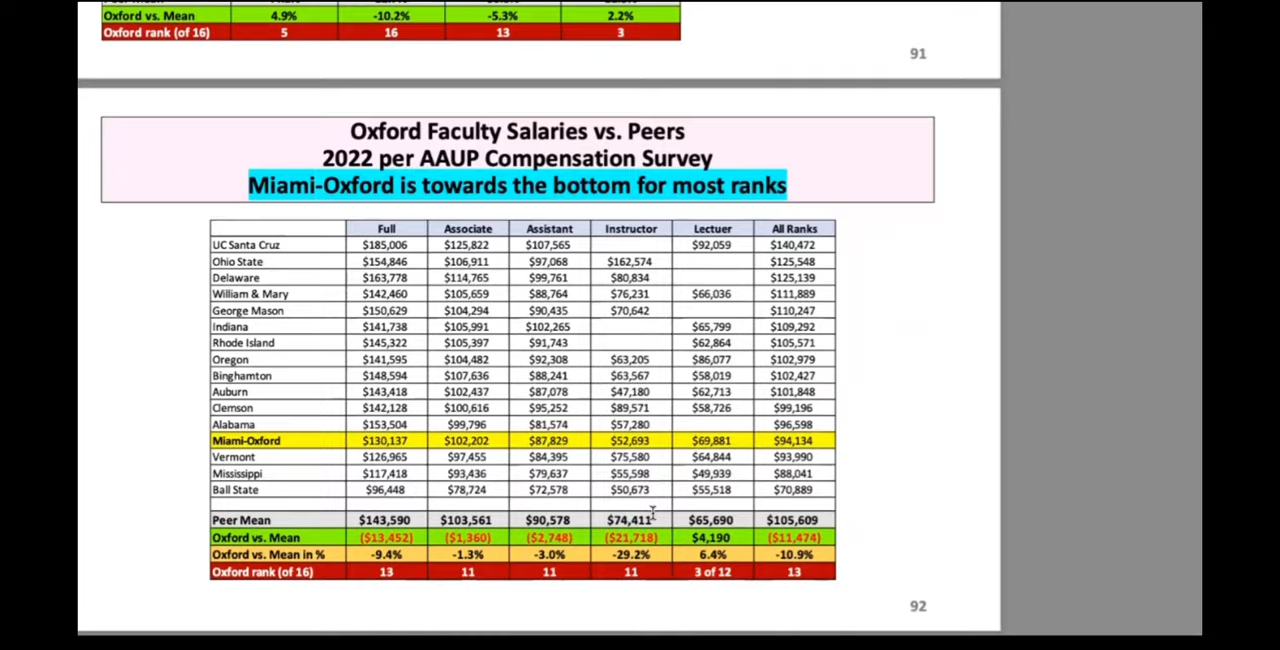 Oxford vs. Mean 4.9% -10.2% -5.3% 2.2%
Oxford rank (of 16) 5 16 13 3
91
Oxford Faculty Salaries vs. Peers
2022 per AAUP Compensation Survey
Miami-Oxford is towards the bottom for most ranks
Full Associate Assistant Instructor Lectuer All Ranks
UC Santa Cruz $185,006 $125,822 $107,565 $92,059 $140,472
Ohio State $154,846 $106,911 $97,068 $162,574 $125,548
Delaware $163,778 $114,765 $99,761 $80,834 $125,139
William & Mary $142,460 $105,659 $88,764 $76,231 $66,036 $111,889
George Mason $150,629 $104,294 $90,435 $70,642 $110,247
Indiana $141,738 $105,991 $102,265 $65,799 $109,292
Rhode Island $145,322 $105,397 $91,743 $62,864 $105,571
Oregon $141,595 $104,482 $92,308 $63,205 $86,077 $102,979
Binghamton $148,594 $107,636 $88,241 $63,567 $58,019 $102,427
Auburn $143,418 $102,437 $87,078 $47,180 $62,713 $101,848
Clemson $142,128 $100,616 $95,252 $89,571 $58,726 $99,196
Alabama $153,504 $99,796 $81,574 $57,280 $96,598
Miami-Oxford $130,137 $102,202 $87,829 $52,693 $69,881 $94,134
Vermont $126,965 $97,455 $84,395 $75,580 $64,844 $93,990
Mississippi $117,418 $93,436 $79,637 $55,598 $49,939 $88,041
Ball State $96,448 $78,724 $72,578 $50,673 $55,518 $70,889
Peer Mean $143,590 $103,561 $90,578 $74,411 $65,690 $105,609
Oxford vs. Mean ($13,452) ($1,360) ($2,748) ($21,718) $4,190 ($11,474)
Oxford vs. Mean in % -9.4% -1.3% -3.0% -29.2% 6.4% -10.9%
Oxford rank (of 16) 13 11 11 11 3 of 12 13
92